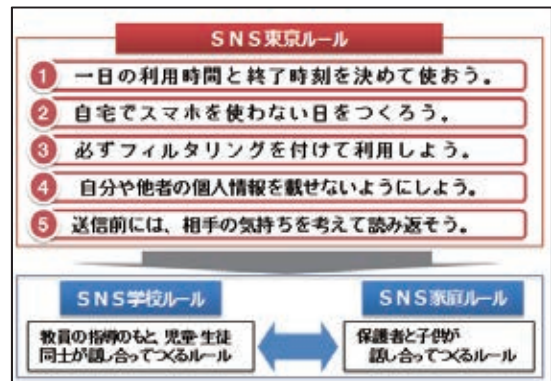 SNS東京ルール
1 一日の利用時間と終了時刻を決めて使おう。
2 自宅でスマホを使わない日をつくろう。
3 必ずフィルタリングを付けて利用しよう。
4 自分や他者の個人情報を載せないようにしよう。
5 送信前には、相手の気持ちを考えて読み返そう。
SNS学校ルール
教員の指導のもと、児童・生徒
同士が話し合ってつくるルール
SNS家庭ルール
保護者と子供が
話し合ってつくるルール